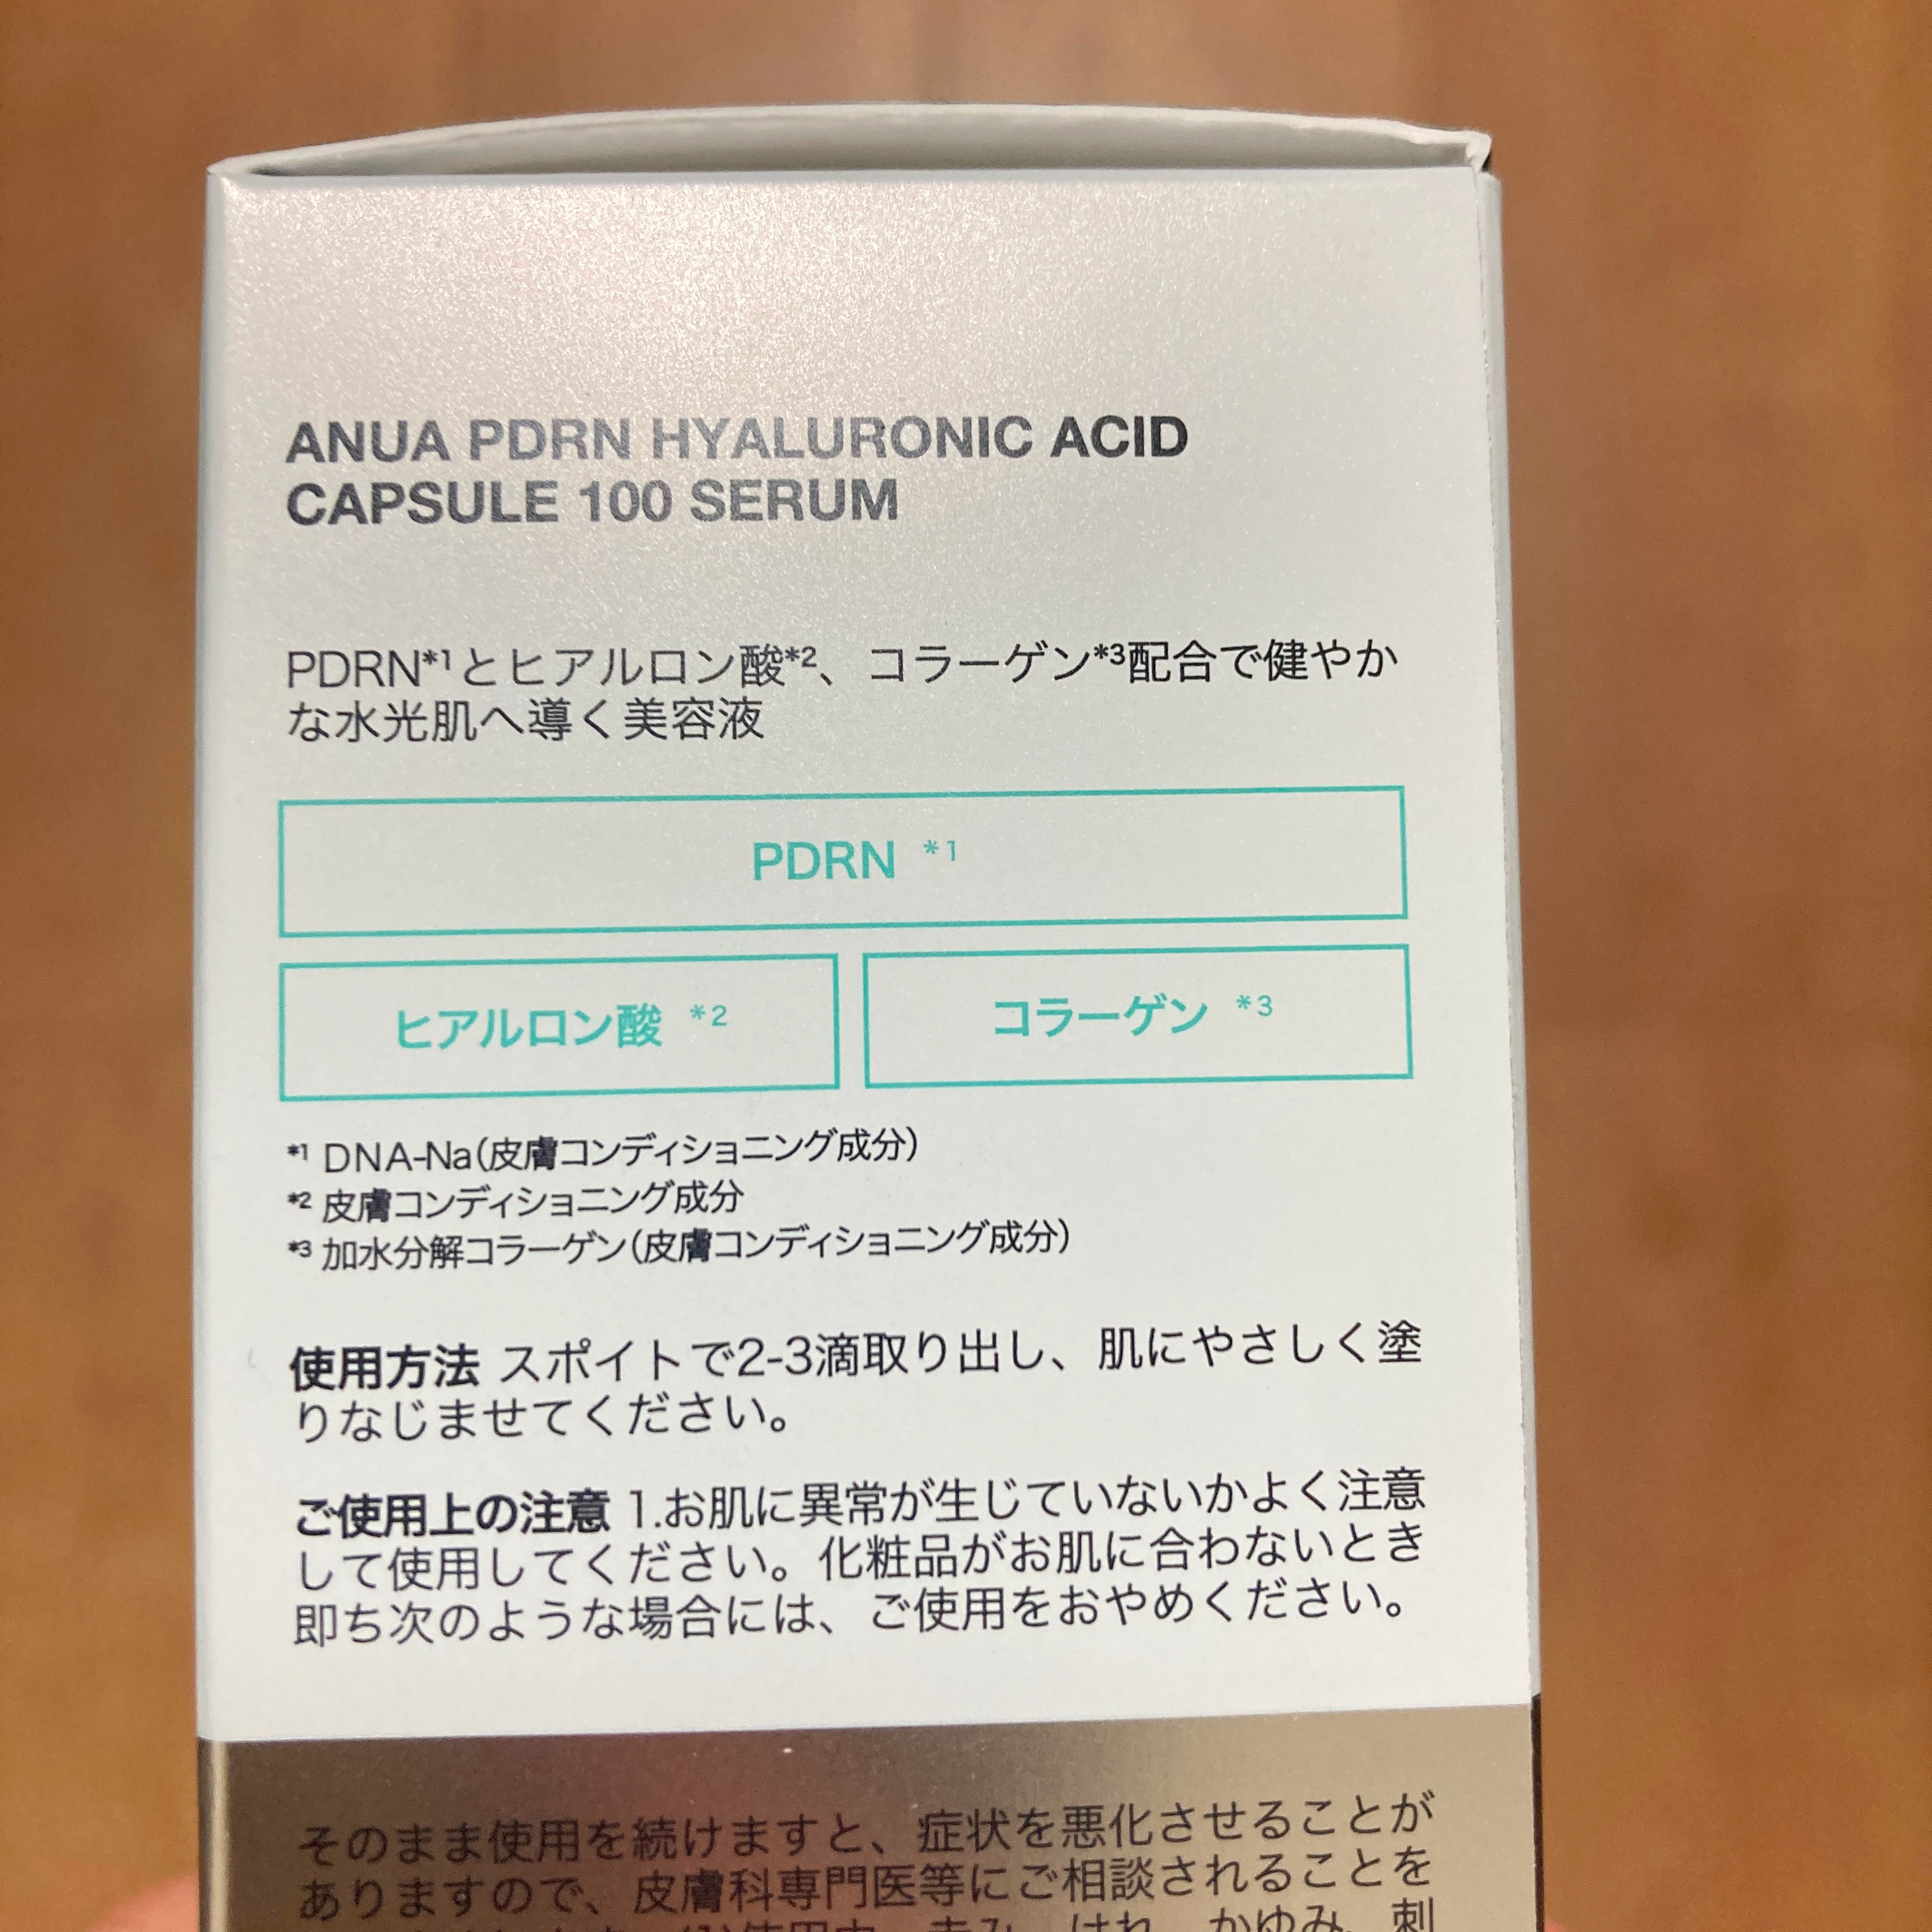 ANUA PDRN HYALURONIC ACID
CAPSULE 100 SERUM
PDRN*1とヒアルロン酸*2、コラーゲン*3配合で健やか
な水光肌へ導く美容液
PDRN *1
ヒアルロン酸 *2
コラーゲン *3
*1 DNA-Na(皮膚コンディショニング成分)
*2 皮膚コンディショニング成分
*3 加水分解コラーゲン(皮膚コンディショニング成分)
使用方法 スポイトで2-3滴取り出し、肌にやさしく塗
りなじませてください。
ご使用上の注意 1.お肌に異常が生じていないかよく注意
して使用してください。化粧品がお肌に合わないとき
即ち次のような場合には、ご使用をおやめください。
そのまま使用を続けますと、症状を悪化させることが
ありますので、皮膚科専門医等にご相談されることを
使用中、赤み、はれ、かゆみ、刺